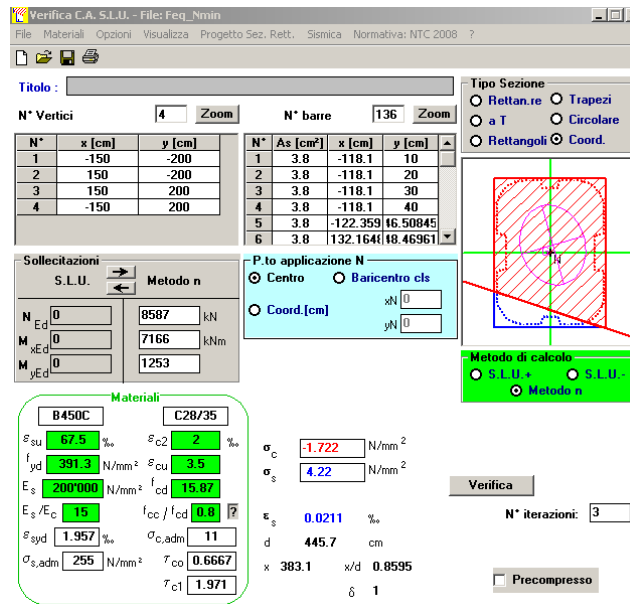 Verifica C.A. S.L.U. - File: Feq_Nmin
File Materiali Opzioni Visualizza Progetto Sez. Rett. Sismica Normativa: NTC 2008 ?
Titolo :
N° Vertici 4 Zoom N° barre 136 Zoom
N° x [cm] y [cm]
1 -150 -200
2 150 -200
3 150 200
4 -150 200
N° As [cm²] x [cm] y [cm]
1 3.8 -118.1 10
2 3.8 -118.1 20
3 3.8 -118.1 30
4 3.8 -118.1 40
5 3.8 -122.359 46.50845
6 3.8 132.1648 48.46961
Tipo Sezione
Rettan.re Trapezi
a T Circolare
Rettangoli Coord.
N
Sollecitazioni
S.L.U. Metodo n
N Ed 0 8587 kN
M xEd 0 7166 kNm
M yEd 0 1253
P.to applicazione N
Centro Baricentro cls
Coord.[cm] xN 0
yN 0
Metodo di calcolo
S.L.U.+ S.L.U.-
Metodo n
Materiali
B450C C28/35
εsu 67.5 ‰ εc2 2 ‰
fyd 391.3 N/mm² εcu 3.5
Es 200'000 N/mm² fcd 15.87
Es/Ec 15 fcc / fcd 0.8 ?
εsyd 1.957 ‰ σc,adm 11
σs,adm 255 N/mm² τco 0.6667
τc1 1.971
σc -1.722 N/mm²
σs 4.22 N/mm²
εs 0.0211 ‰
d 445.7 cm
x 383.1 x/d 0.8595
δ 1
Verifica
N° iterazioni: 3
Precompresso